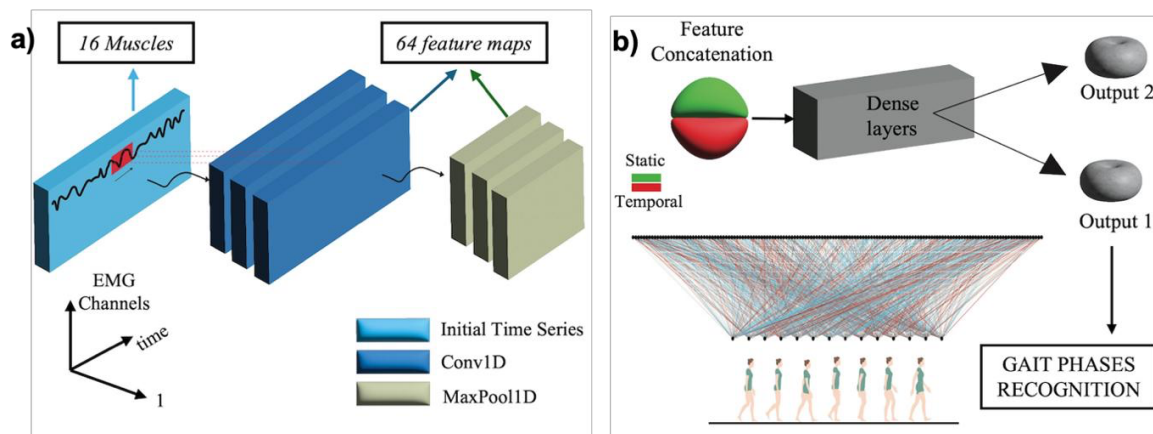 a)
16 Muscles
64 feature maps
EMG
Channels
time
1
Initial Time Series
Conv1D
MaxPool1D
b)
Feature
Concatenation
Dense
layers
Output 2
Static
Temporal
Output 1
GAIT PHASES
RECOGNITION